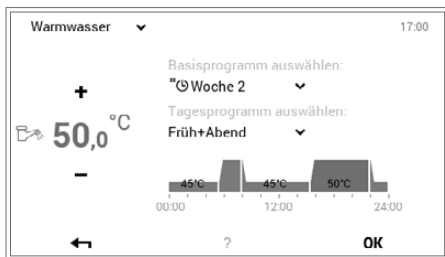 Warmwasser
17:00
Basisprogramm auswählen:
"Woche 2
Tagesprogramm auswählen:
Früh+Abend
+
50,0°C
–
45°C 45°C 50°C
00:00 12:00 24:00
? OK